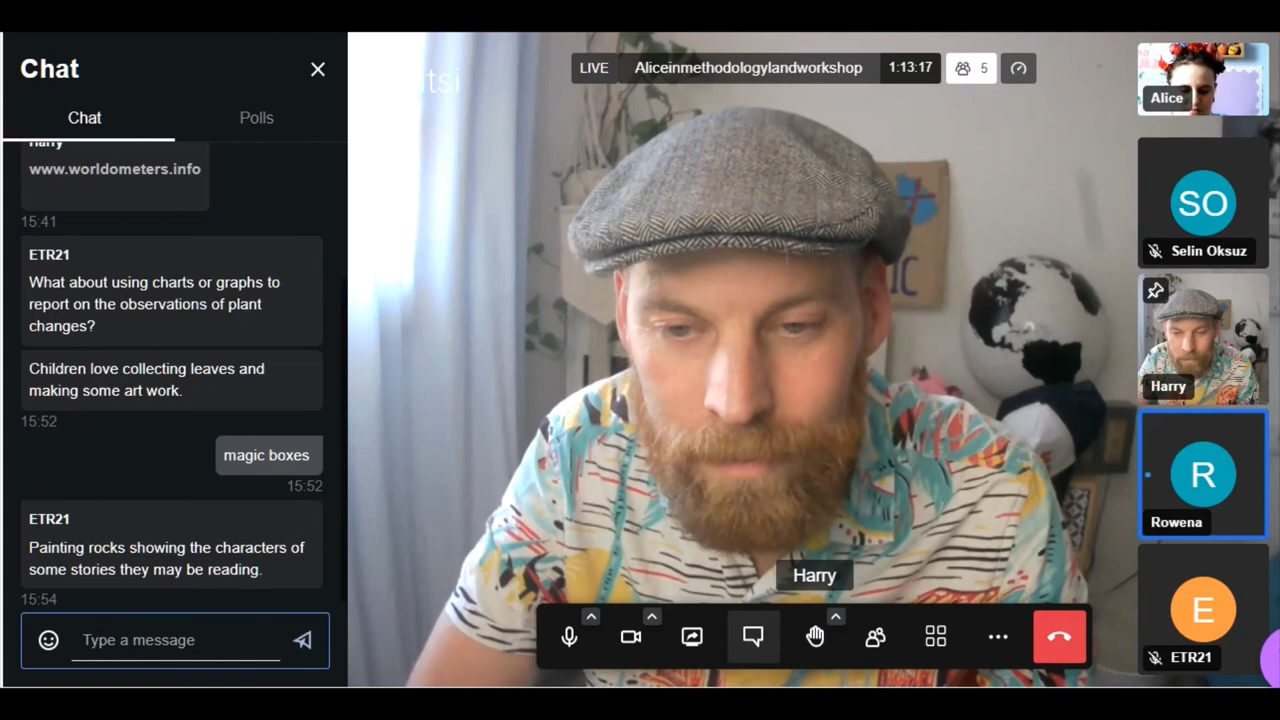 Chat
Chat
Polls
Harry
www.worldometers.info
15:41
ETR21
What about using charts or graphs to
report on the observations of plant
changes?
Children love collecting leaves and
making some art work.
15:52
magic boxes
15:52
ETR21
Painting rocks showing the characters of
some stories they may be reading.
15:54
Type a message
tsi
LIVE
Aliceinmethodologylandworkshop
1:13:17
5
IC
Harry
Alice
SO
Selin Oksuz
Harry
R
Rowena
E
ETR21